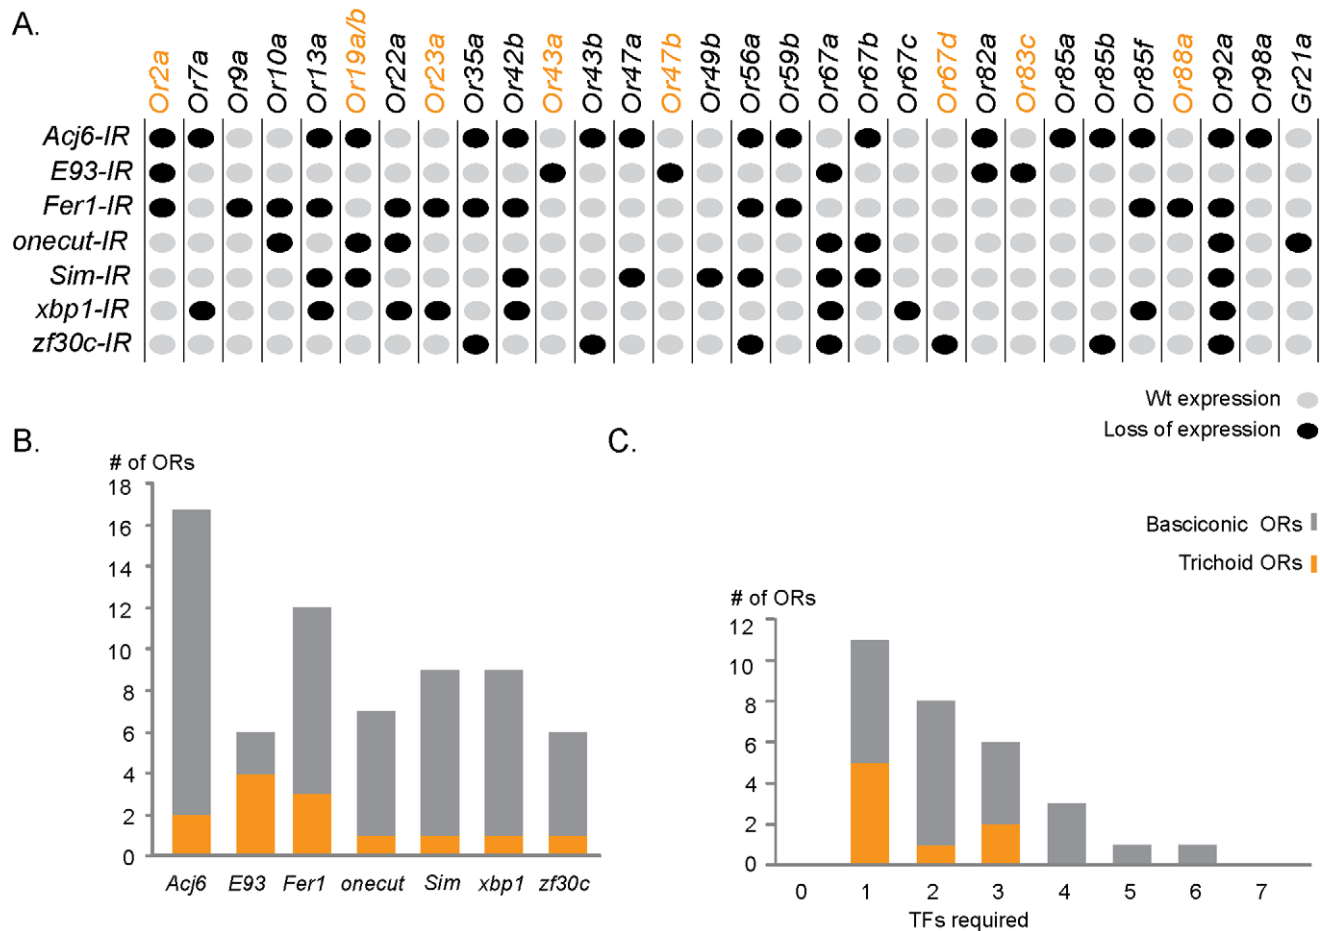 A.
Or2a Or7a Or9a Or10a Or13a Or19a/b Or22a Or23a Or35a Or42b Or43a Or43b Or47a Or47b Or49b Or56a Or59b Or67a Or67b Or67c Or67d Or82a Or83c Or85a Or85b Or85f Or88a Or92a Or98a Gr21a
Acj6-IR
E93-IR
Fer1-IR
onecut-IR
Sim-IR
xbp1-IR
zf30c-IR
Wt expression
Loss of expression
B.
# of ORs
18
16
14
12
10
8
6
4
2
0
Acj6 E93 Fer1 onecut Sim xbp1 zf30c
C.
Basciconic ORs
Trichoid ORs
# of ORs
12
10
8
6
4
2
0
0 1 2 3 4 5 6 7
TFs required